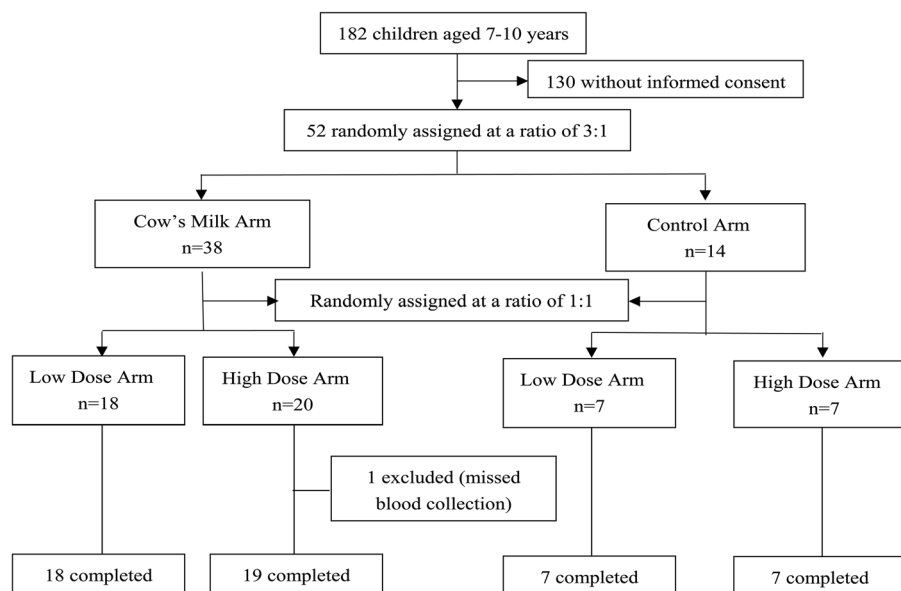 182 children aged 7-10 years
130 without informed consent
52 randomly assigned at a ratio of 3:1
Cow’s Milk Arm
n=38
Control Arm
n=14
Randomly assigned at a ratio of 1:1
Low Dose Arm
n=18
High Dose Arm
n=20
Low Dose Arm
n=7
High Dose Arm
n=7
1 excluded (missed
blood collection)
18 completed
19 completed
7 completed
7 completed